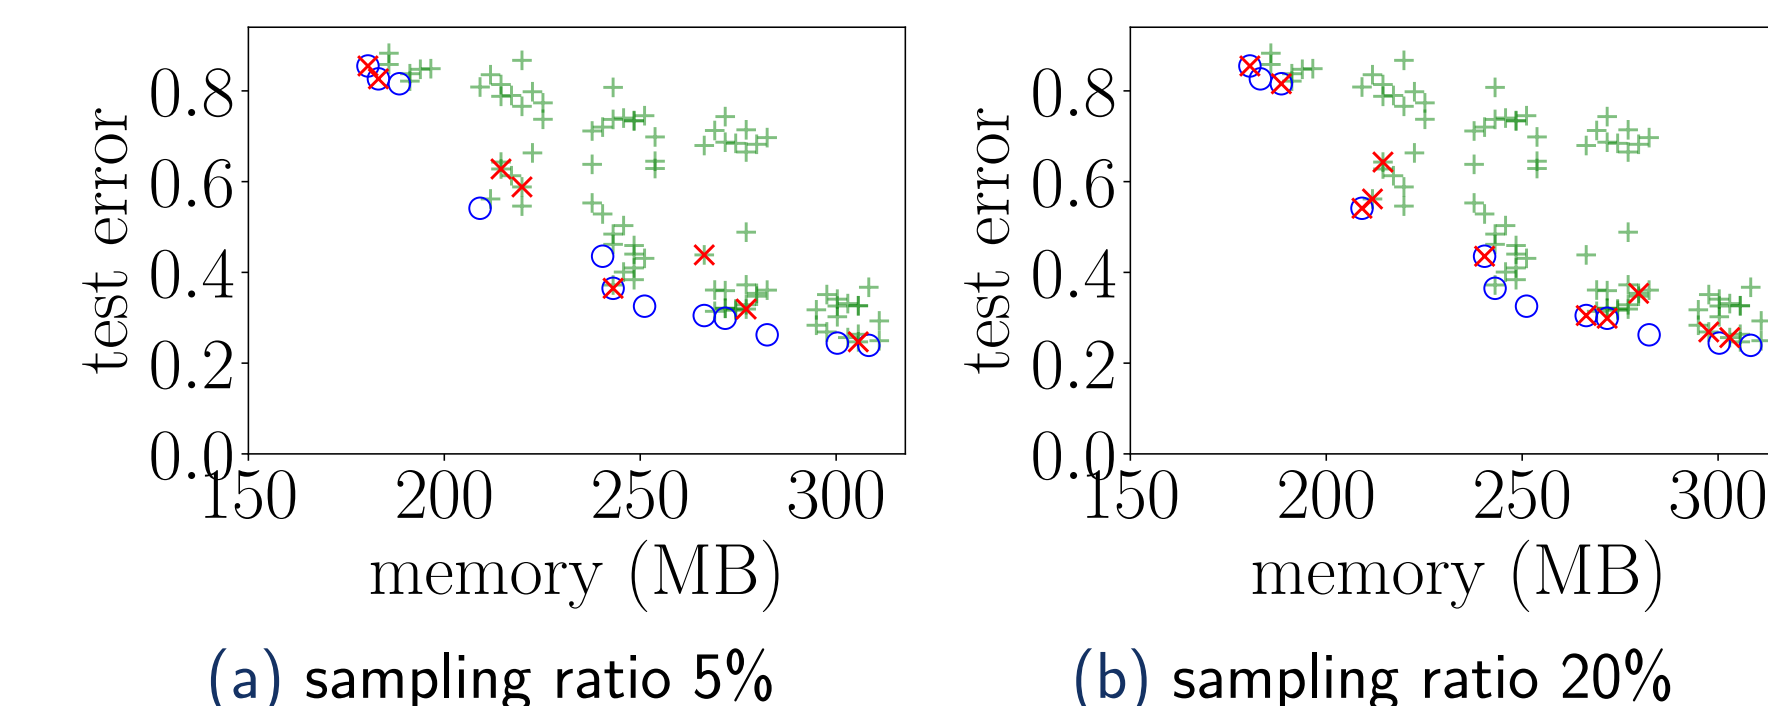 0.8
0.6
0.4
0.2
0.0
test error
150 200 250 300
memory (MB)
(a) sampling ratio 5%
0.8
0.6
0.4
0.2
0.0
test error
150 200 250 300
memory (MB)
(b) sampling ratio 20%